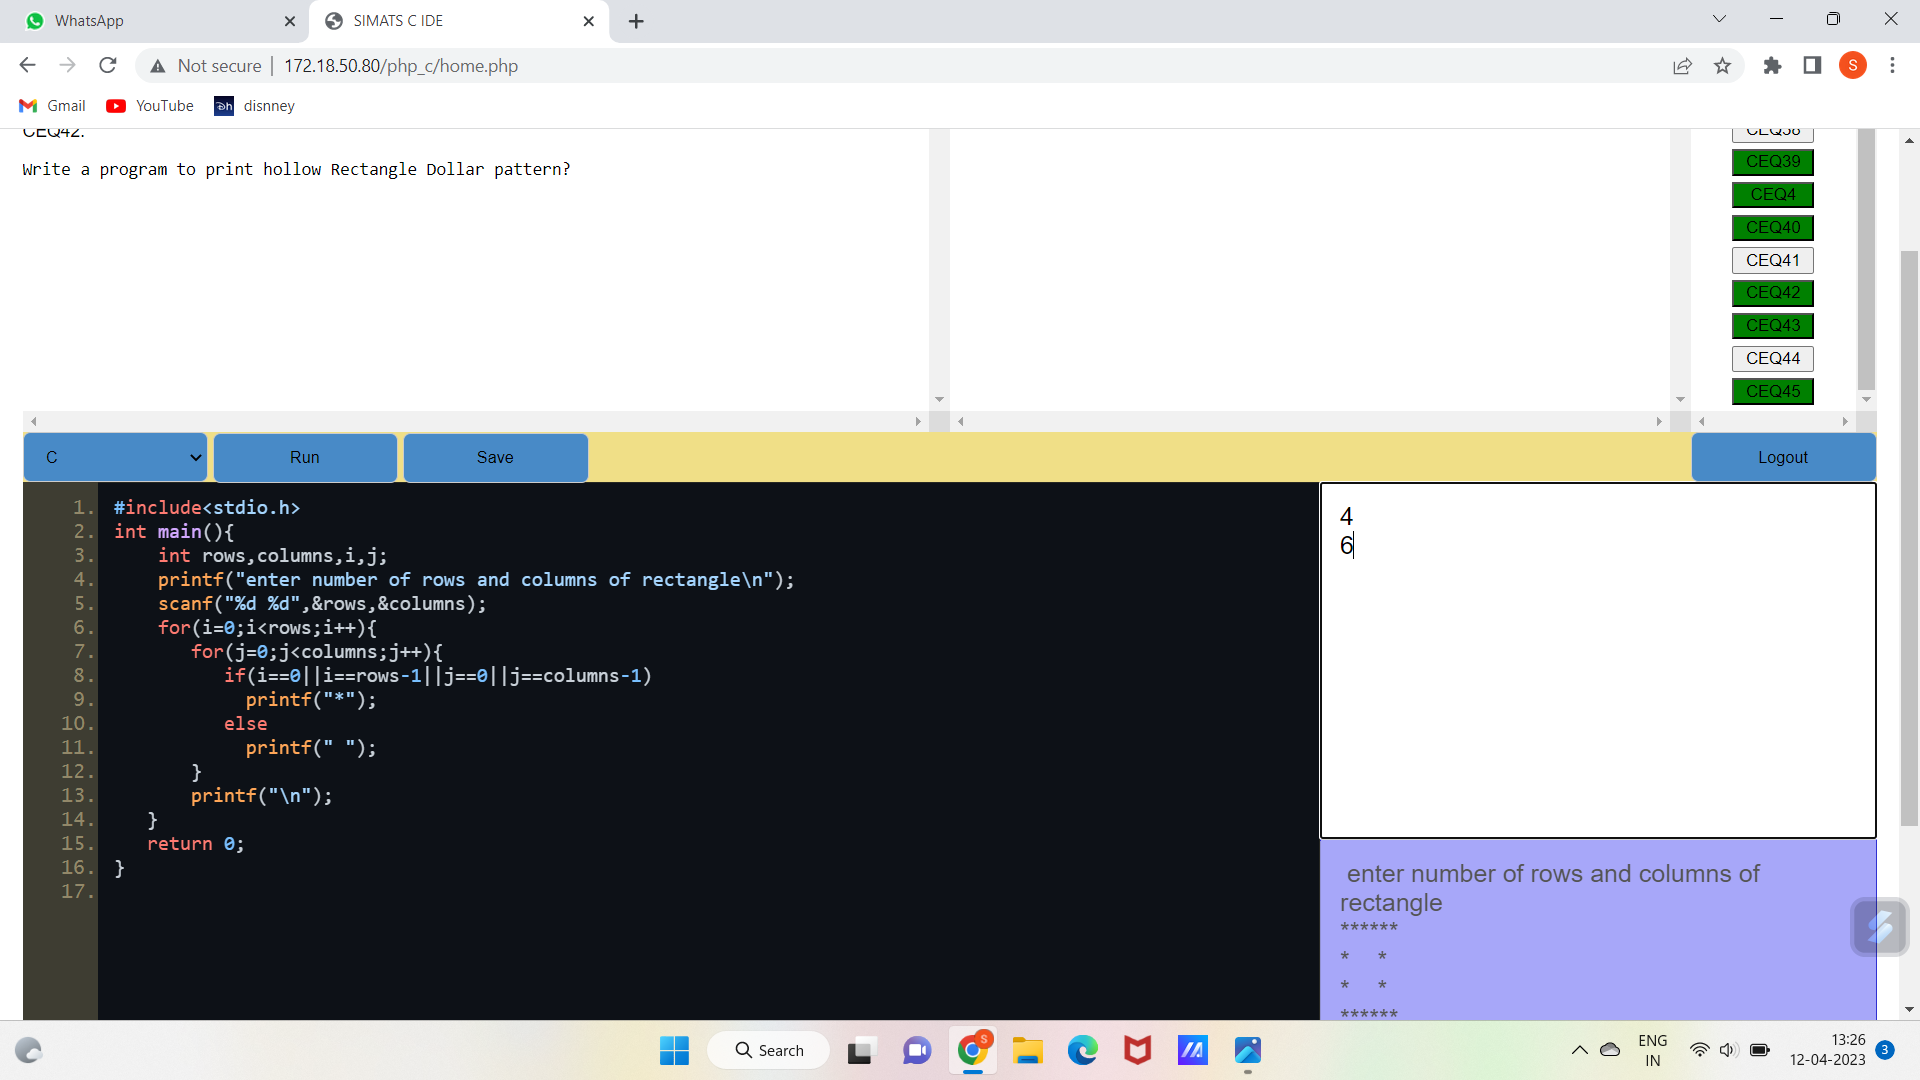 WhatsApp
SIMATS C IDE
Not secure | 172.18.50.80/php_c/home.php
S
Gmail
YouTube
disnney
CEQ42.
Write a program to print hollow Rectangle Dollar pattern?
CEQ38
CEQ39
CEQ4
CEQ40
CEQ41
CEQ42
CEQ43
CEQ44
CEQ45
C
Run
Save
Logout
1. #include<stdio.h>
2. int main(){
3. int rows,columns,i,j;
4. printf("enter number of rows and columns of rectangle\n");
5. scanf("%d %d",&rows,&columns);
6. for(i=0;i<rows;i++){
7. for(j=0;j<columns;j++){
8. if(i==0||i==rows-1||j==0||j==columns-1)
9. printf("*");
10. else
11. printf(" ");
12. }
13. printf("\n");
14. }
15. return 0;
16. }
17.
4
6
enter number of rows and columns of
rectangle
******
*    *
*    *
******
Search
S
ENG
IN
13:26
12-04-2023
3